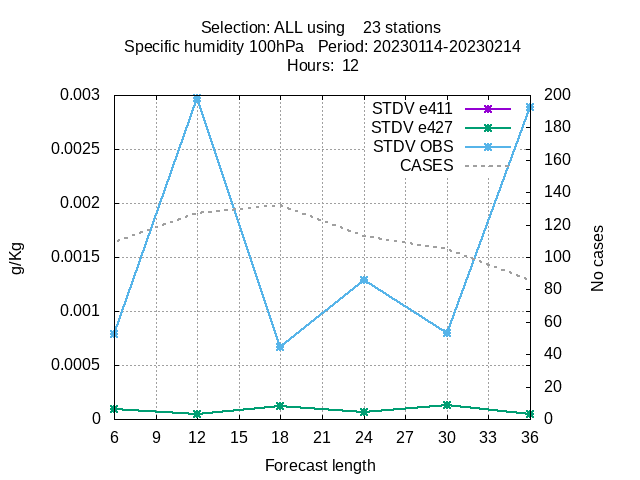 Selection: ALL using    23 stations
Specific humidity 100hPa   Period: 20230114-20230214
Hours:  12
STDV e411
STDV e427
STDV OBS
CASES
0.003
0.0025
0.002
0.0015
0.001
0.0005
0
g/Kg
200
180
160
140
120
100
80
60
40
20
0
No cases
6 9 12 15 18 21 24 27 30 33 36
Forecast length